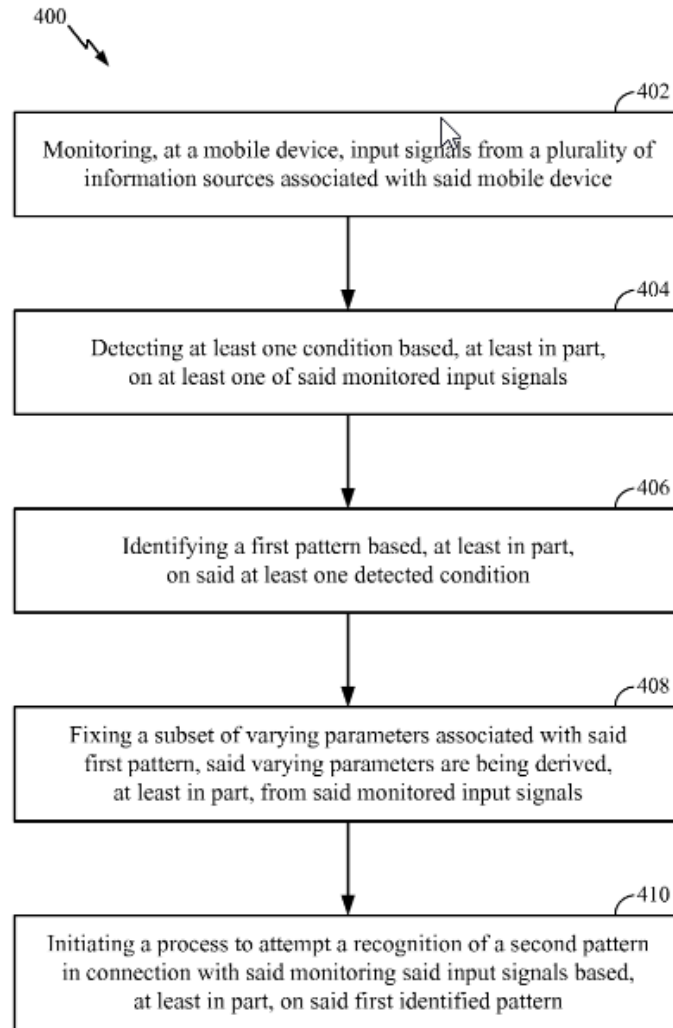 400
402
Monitoring, at a mobile device, input signals from a plurality of
information sources associated with said mobile device
404
Detecting at least one condition based, at least in part,
on at least one of said monitored input signals
406
Identifying a first pattern based, at least in part,
on said at least one detected condition
408
Fixing a subset of varying parameters associated with said
first pattern, said varying parameters are being derived,
at least in part, from said monitored input signals
410
Initiating a process to attempt a recognition of a second pattern
in connection with said monitoring said input signals based,
at least in part, on said first identified pattern